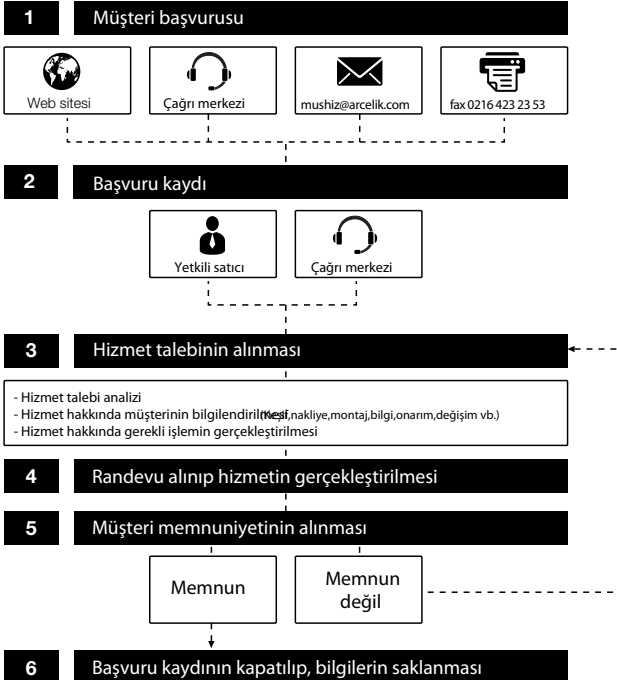 1 Müşteri başvurusu
Web sitesi
Çağrı merkezi
mushiz@arcelik.com
fax 0216 423 23 53
2 Başvuru kaydı
Yetkili satıcı
Çağrı merkezi
3 Hizmet talebinin alınması
- Hizmet talebi analizi
- Hizmet hakkında müşterinin bilgilendirilmesi(Keşif,nakliye,montaj,bilgi,onarım,değişim vb.)
- Hizmet hakkında gerekli işlemin gerçekleştirilmesi
4 Randevu alınıp hizmetin gerçekleştirilmesi
5 Müşteri memnuniyetinin alınması
Memnun
Memnun
değil
6 Başvuru kaydının kapatılıp, bilgilerin saklanması